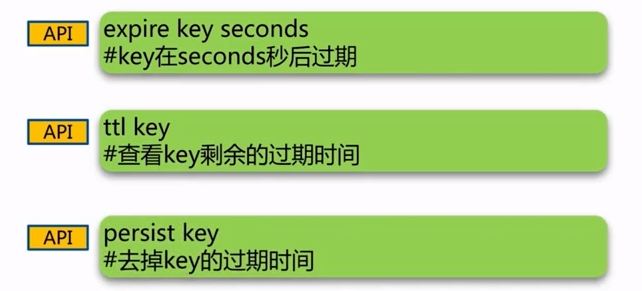 API
expire key seconds
#key在seconds秒后过期
API
ttl key
#查看key剩余的过期时间
API
persist key
#去掉key的过期时间